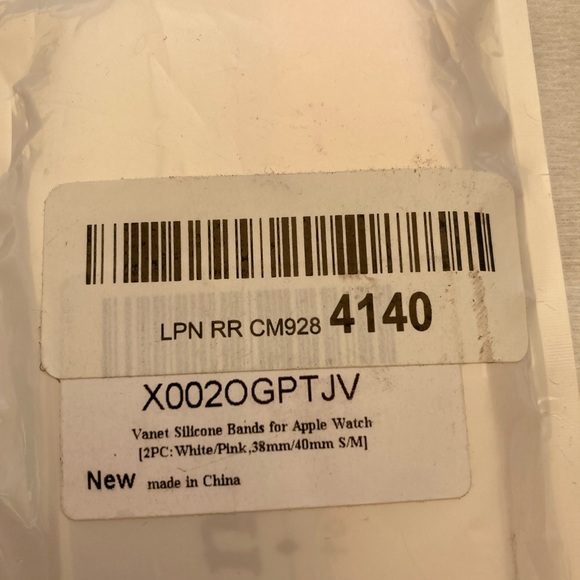 LPN RR CM928 4140
X002OGPTJV
Vanet Silicone Bands for Apple Watch
[2PC:White/Pink,38mm/40mm S/M]
New made in China